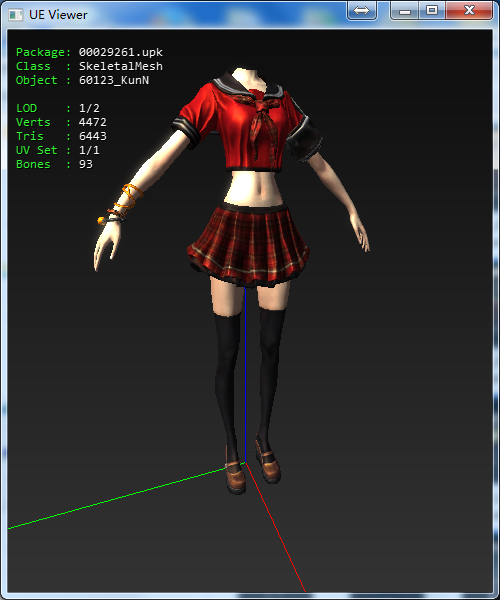 UE Viewer
Package: 00029261.upk
Class : SkeletalMesh
Object : 60123_KunN
LOD : 1/2
Verts : 4472
Tris : 6443
UV Set : 1/1
Bones : 93